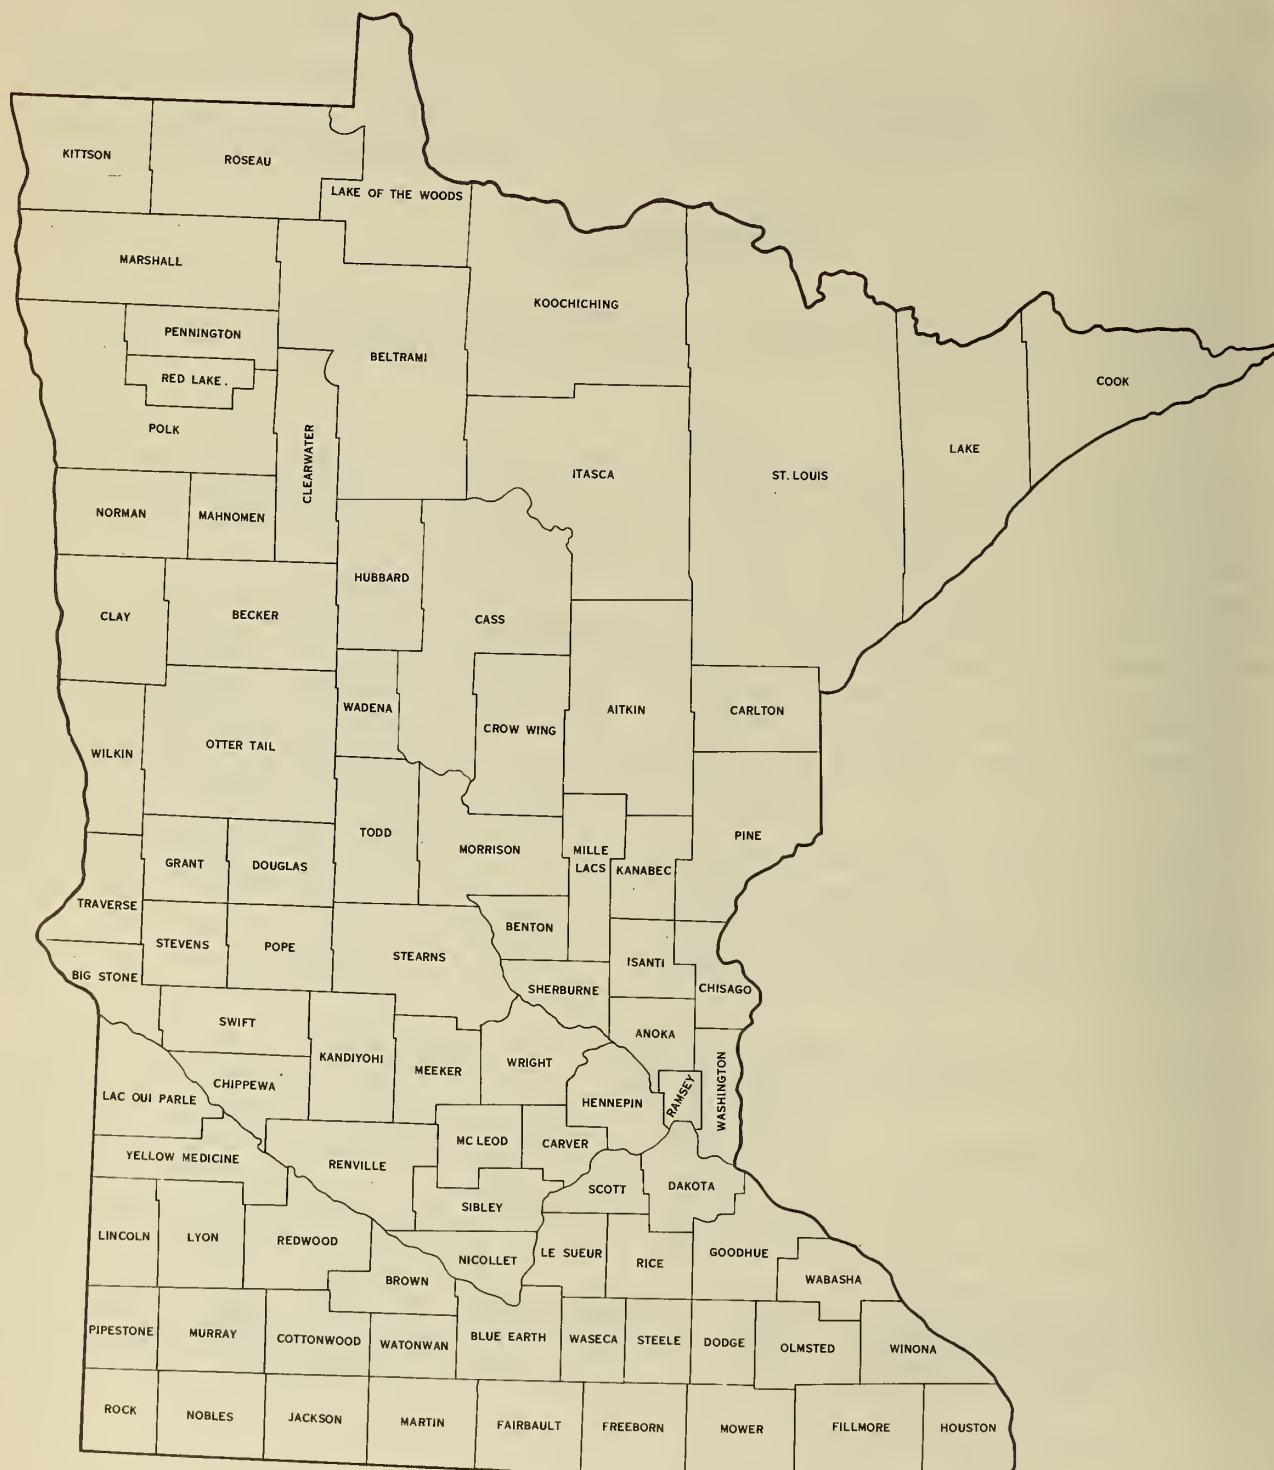 KITTSON
ROSEAU
LAKE OF THE WOODS
MARSHALL
KOOCHICHING
PENNINGTON
BELTRAMI
RED LAKE.
COOK
POLK
CLEARWATER
LAKE
ITASCA
ST. LOUIS
NORMAN
MAHNOMEN
HUBBARD
CLAY
BECKER
CASS
WADENA
AITKIN
CARLTON
CROW WING
OTTER TAIL
WILKIN
TODD
PINE
MORRISON
MILLE
LACS
KANABEC
GRANT
DOUGLAS
TRAVERSE
BENTON
STEVENS
POPE
STEARNS
ISANTI
BIG STONE
SHERBURNE
CHISAGO
SWIFT
ANOKA
KANDIYOHI
MEEKER
WRIGHT
WASHINGTON
CHIPPEWA
LAC QUI PARLE
HENNEPIN
RAMSEY
MC LEOD
CARVER
YELLOW MEDICINE
RENVILLE
SCOTT
DAKOTA
SIBLEY
LINCOLN
LYON
REDWOOD
NICOLLET
LE SUEUR
RICE
GOODHUE
BROWN
WABASHA
PIPESTONE
MURRAY
COTTONWOOD
WATONWAN
BLUE EARTH
WASECA
STEELE
DODGE
OLMSTED
WINONA
ROCK
NOBLES
JACKSON
MARTIN
FAIRBAULT
FREEBORN
MOWER
FILLMORE
HOUSTON